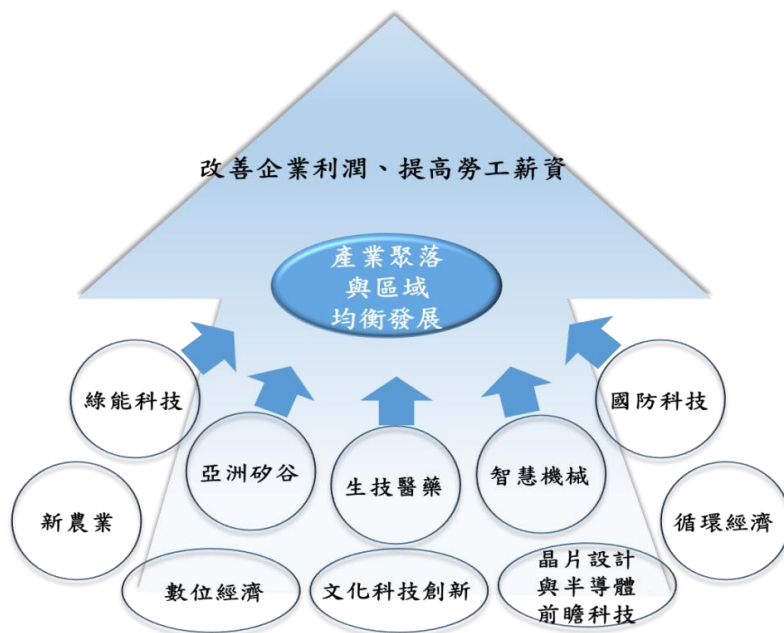 改善企業利潤、提高勞工薪資
產業聚落
與區域
均衡發展
綠能科技
國防科技
亞洲矽谷
生技醫藥
智慧機械
新農業
循環經濟
數位經濟
文化科技創新
晶片設計
與半導體
前瞻科技